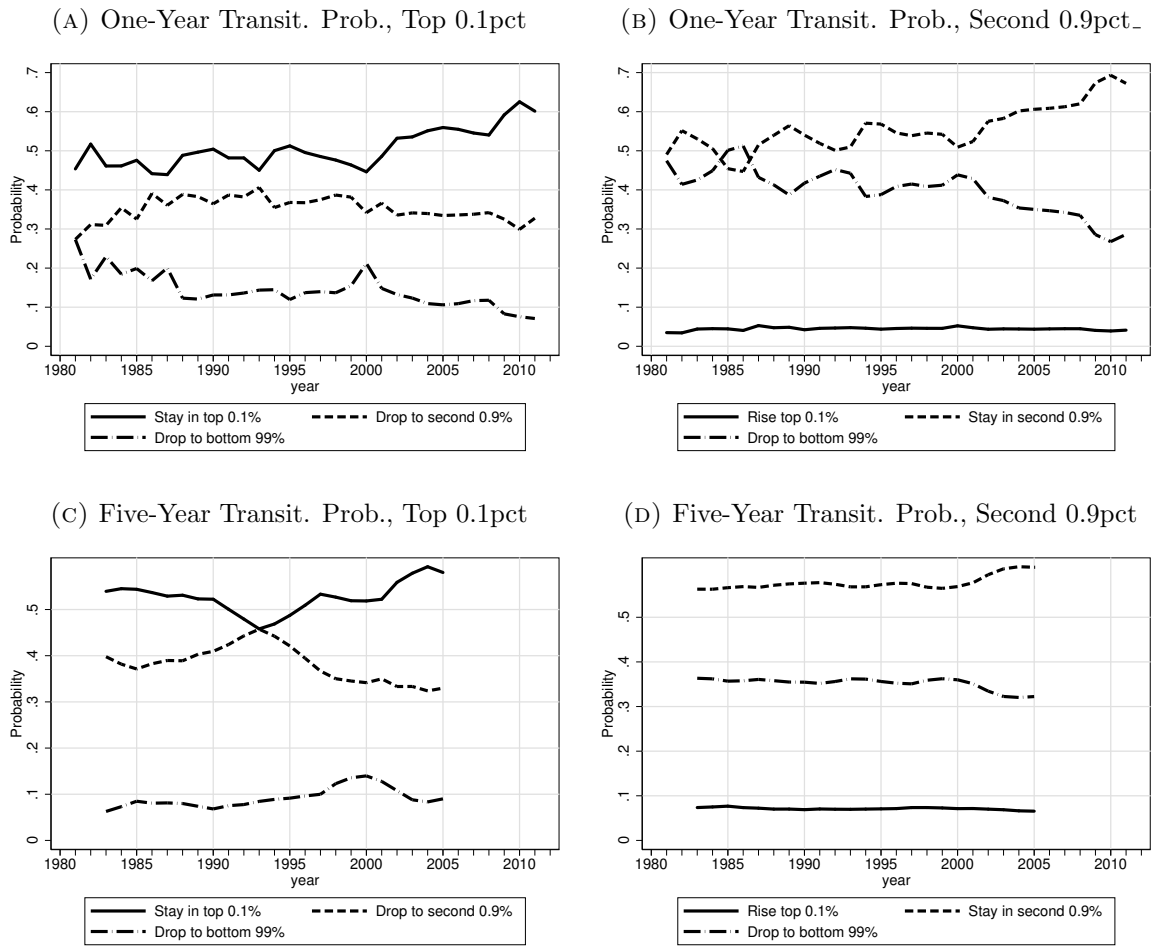 (A) One-Year Transit. Prob., Top 0.1pct
.7
.6
.5
.4
.3
.2
.1
0
Probability
1980 1985 1990 1995 2000 2005 2010
year
Stay in top 0.1% Drop to second 0.9%
Drop to bottom 99%
(B) One-Year Transit. Prob., Second 0.9pct_
.7
.6
.5
.4
.3
.2
.1
0
Probability
1980 1985 1990 1995 2000 2005 2010
year
Rise top 0.1% Stay in second 0.9%
Drop to bottom 99%
(C) Five-Year Transit. Prob., Top 0.1pct
.5
.4
.3
.2
.1
0
Probability
1980 1985 1990 1995 2000 2005 2010
year
Stay in top 0.1% Drop to second 0.9%
Drop to bottom 99%
(D) Five-Year Transit. Prob., Second 0.9pct
.5
.4
.3
.2
.1
0
Probability
1980 1985 1990 1995 2000 2005 2010
year
Rise top 0.1% Stay in second 0.9%
Drop to bottom 99%